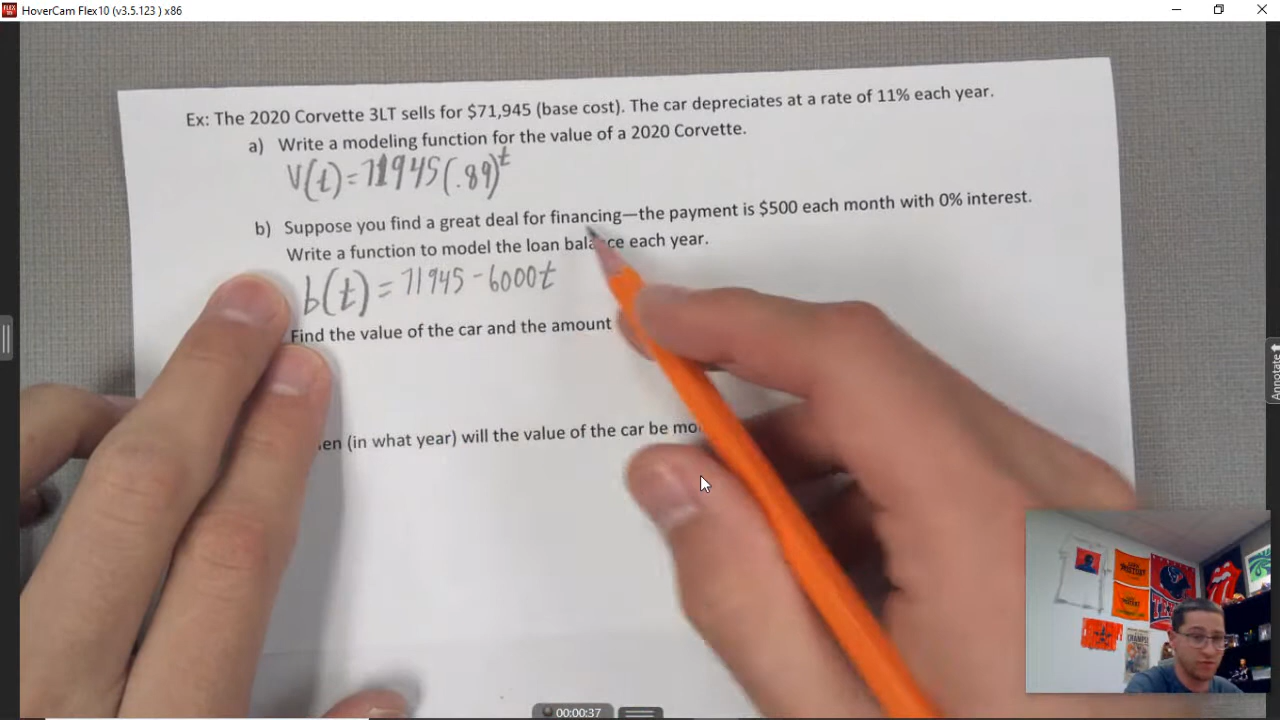 HoverCam Flex10 (v3.5.123 ) x86
Ex: The 2020 Corvette 3LT sells for $71,945 (base cost). The car depreciates at a rate of 11% each year.
a) Write a modeling function for the value of a 2020 Corvette.
V(t)=71945(.89)^t
b) Suppose you find a great deal for financing—the payment is $500 each month with 0% interest.
Write a function to model the loan balance each year.
b(t)=71945-6000t
Find the value of the car and the amount
(in what year) will the value of the car be
Annotate
00:00:37